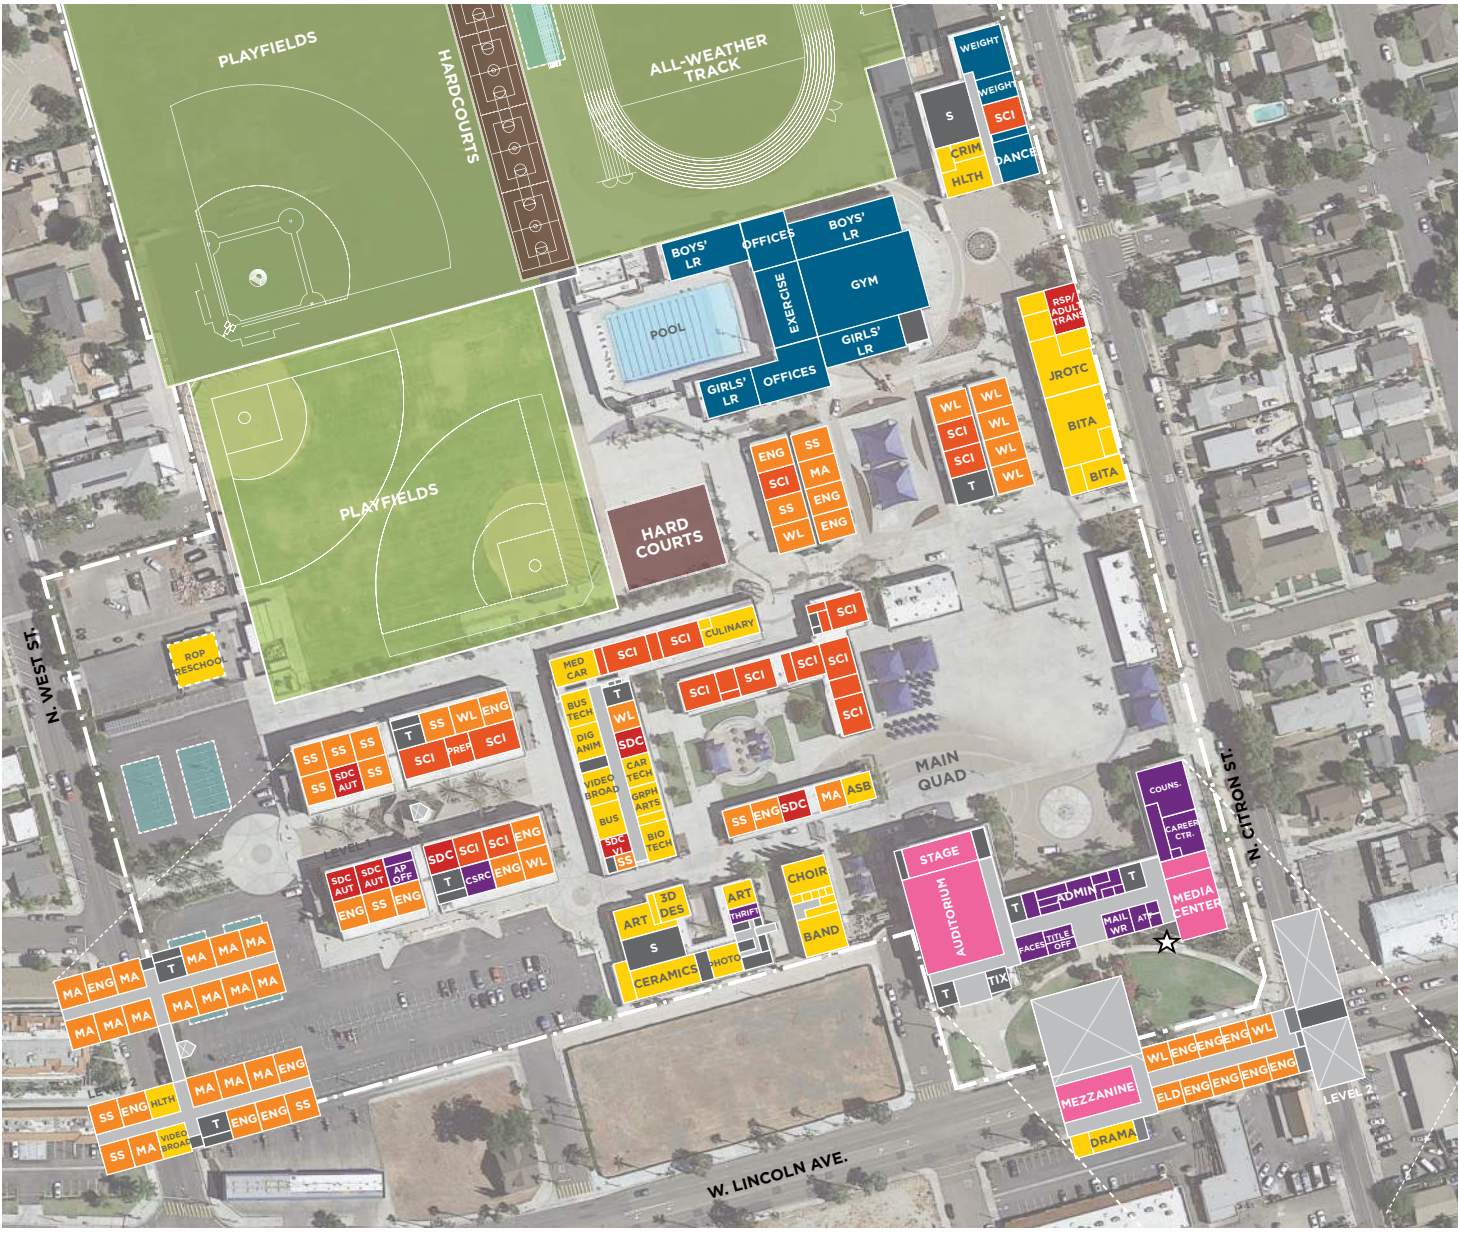 PLAYFIELDS
HARDCOURTS
ALL-WEATHER
TRACK
WEIGHT
WEIGHT
SCI
DANCE
S
CRIM
HLTH
BOYS'
LR
OFFICES
BOYS'
LR
EXERCISE
GYM
POOL
GIRLS'
LR
GIRLS'
LR
OFFICES
RSP/
ADULT
TRANS
JROTC
BITA
BITA
WL
WL
SCI
WL
SCI
WL
T
WL
ENG
SS
SCI
MA
SS
ENG
WL
ENG
PLAYFIELDS
HARD
COURTS
N. WEST ST.
ROP
RESCHOOL
MED
CAR
SCI
SCI
CULINARY
SCI
SCI
SCI
SCI
SCI
SCI
BUS
TECH
DIG
ANIM
VIDEO
BROAD
BUS
SDC
VI
SS
T
WL
SDC
CAR
TECH
GRPH
ARTS
BIO
TECH
SS
SS
SS
SS
SDC
AUT
SS
T
SS
WL
ENG
SCI
PREP
SCI
MAIN
QUAD
SS
ENG
SDC
MA
ASB
LEVEL 1
SDC
AUT
SDC
AUT
AP
OFF
ENG
SS
ENG
SDC
SCI
SCI
ENG
T
CSRC
ENG
WL
N. CITRON ST.
COUNS.
CAREER
CTR.
MEDIA
CENTER
STAGE
AUDITORIUM
T
ADMIN
T
FACES
TITLE
OFF
MAIL
WR
ATT
T
TIX
ART
3D
DES
S
CERAMICS
PHOTO
ART
THRIFT
CHOIR
BAND
MA
ENG
MA
T
MA
MA
MA
MA
MA
MA
MA
MA
MA
MA
LEVEL 2
SS
ENG
HLTH
MA
MA
MA
ENG
SS
MA
VIDEO
BROAD
T
ENG
ENG
SS
WL
ENG
ENG
ENG
WL
ELD
ENG
ENG
ENG
ENG
MEZZANINE
DRAMA
LEVEL 2
W. LINCOLN AVE.